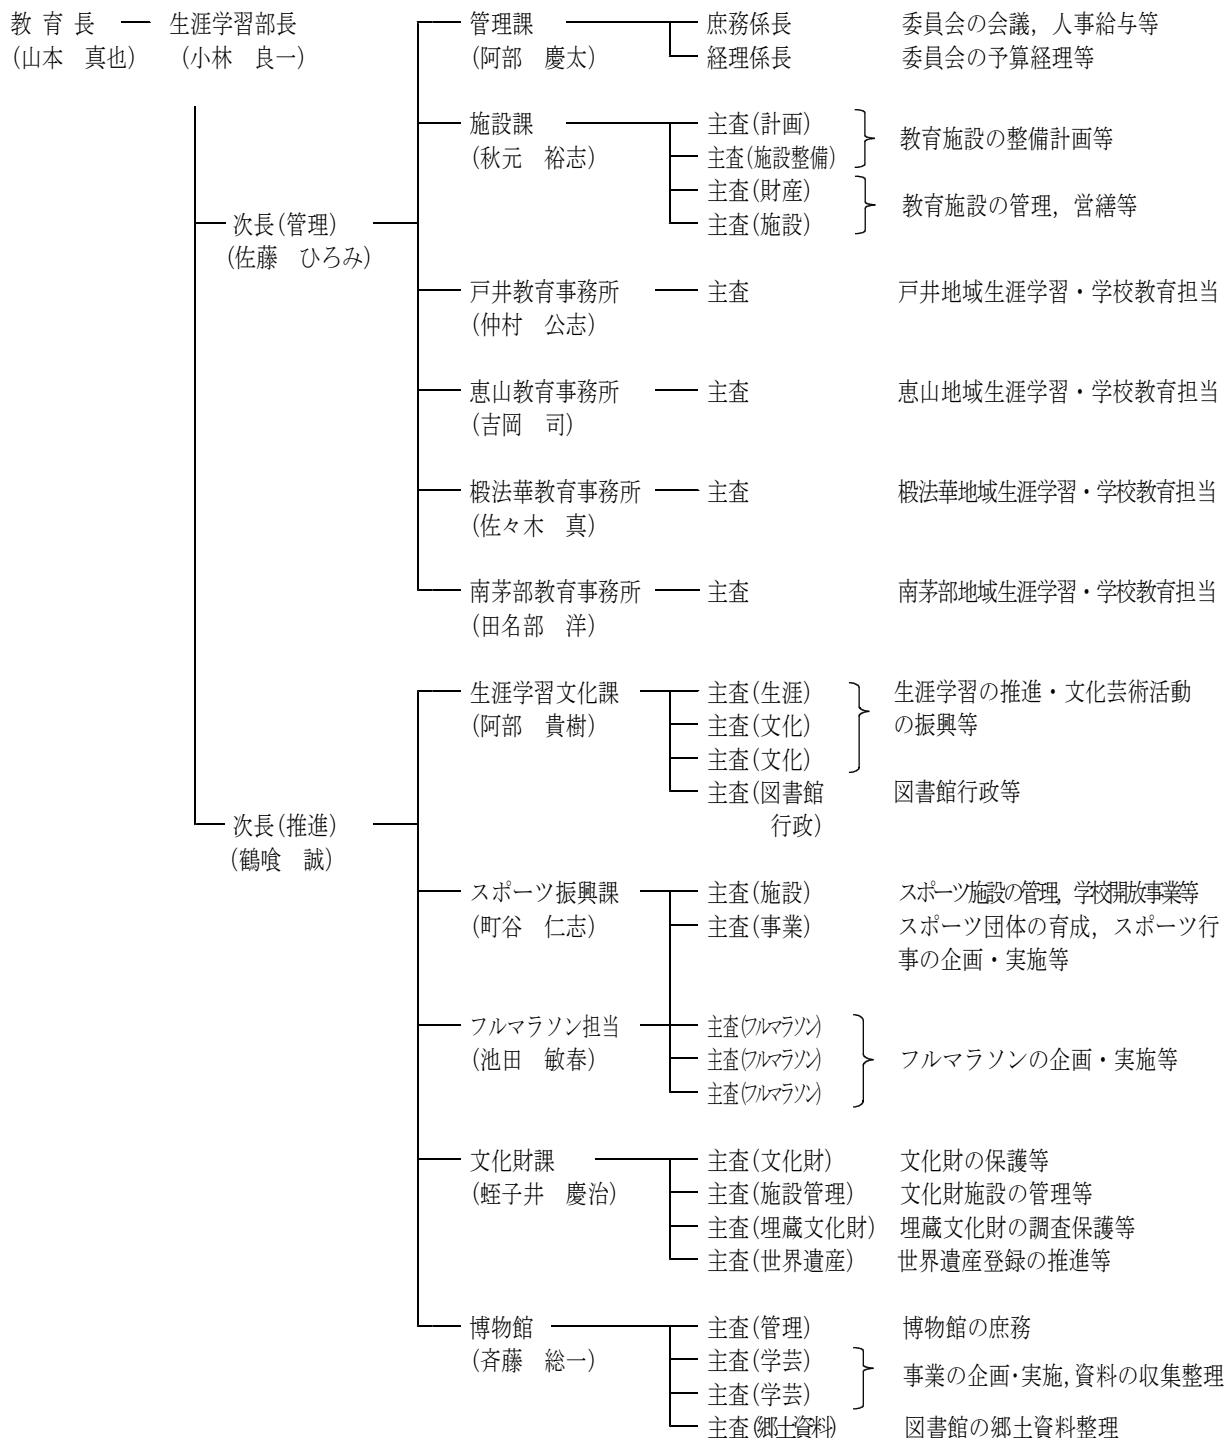 教育長 生涯学習部長 管理課 庶務係長 委員会の会議，人事給与等
(山本 真也) (小林 良一) (阿部 慶太) 経理係長 委員会の予算経理等
施設課 主査(計画)
教育施設の整備計画等
(秋元 裕志) 主査(施設整備)
主査(財産)
教育施設の管理，営繕等
次長(管理) 主査(施設)
(佐藤 ひろみ)
戸井教育事務所 主査 戸井地域生涯学習・学校教育担当
(仲村 公志)
恵山教育事務所 主査 恵山地域生涯学習・学校教育担当
(吉岡 司)
椴法華教育事務所 主査 椴法華地域生涯学習・学校教育担当
(佐々木 真)
南茅部教育事務所 主査 南茅部地域生涯学習・学校教育担当
(田名部 洋)
生涯学習文化課 主査(生涯) 生涯学習の推進・文化芸術活動
(阿部 貴樹) 主査(文化) の振興等
主査(文化)
主査(図書館 図書館行政等
次長(推進) 行政)
(鶴喰 誠)
スポーツ振興課 主査(施設) スポーツ施設の管理，学校開放事業等
(町谷 仁志) 主査(事業) スポーツ団体の育成，スポーツ行
事の企画・実施等
フルマラソン担当 主査(フルマラソン)
(池田 敏春) 主査(フルマラソン) フルマラソンの企画・実施等
主査(フルマラソン)
文化財課 主査(文化財) 文化財の保護等
(蛭子井 慶治) 主査(施設管理) 文化財施設の管理等
主査(埋蔵文化財) 埋蔵文化財の調査保護等
主査(世界遺産) 世界遺産登録の推進等
博物館 主査(管理) 博物館の庶務
(斉藤 総一) 主査(学芸)
事業の企画・実施，資料の収集整理
主査(学芸)
主査(郷土資料) 図書館の郷土資料整理